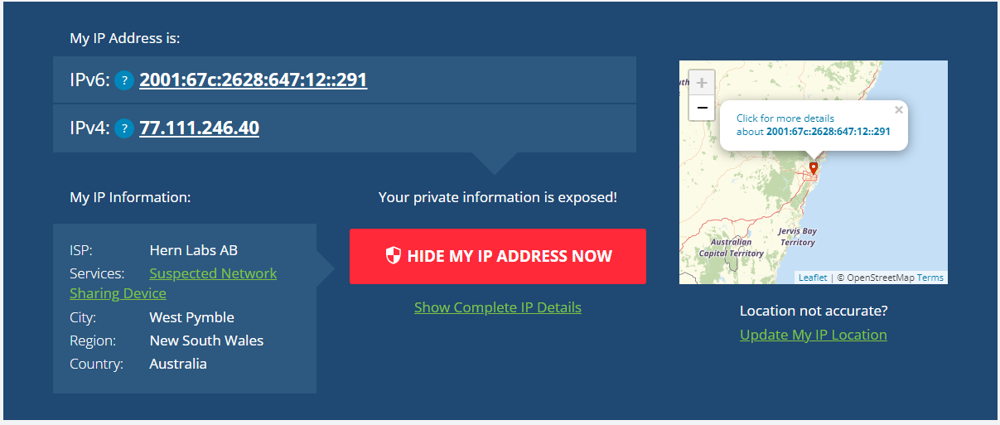 My IP Address is:
IPv6: ? 2001:67c:2628:647:12::291
IPv4: ? 77.111.246.40
My IP Information:
ISP: Hern Labs AB
Services: Suspected Network
Sharing Device
City: West Pymble
Region: New South Wales
Country: Australia
Your private information is exposed!
HIDE MY IP ADDRESS NOW
Show Complete IP Details
+
−
×
Click for more details
about 2001:67c:2628:647:12::291
Jervis Bay
Territory
Australian
Capital Territory
Leaflet | © OpenStreetMap Terms
Location not accurate?
Update My IP Location